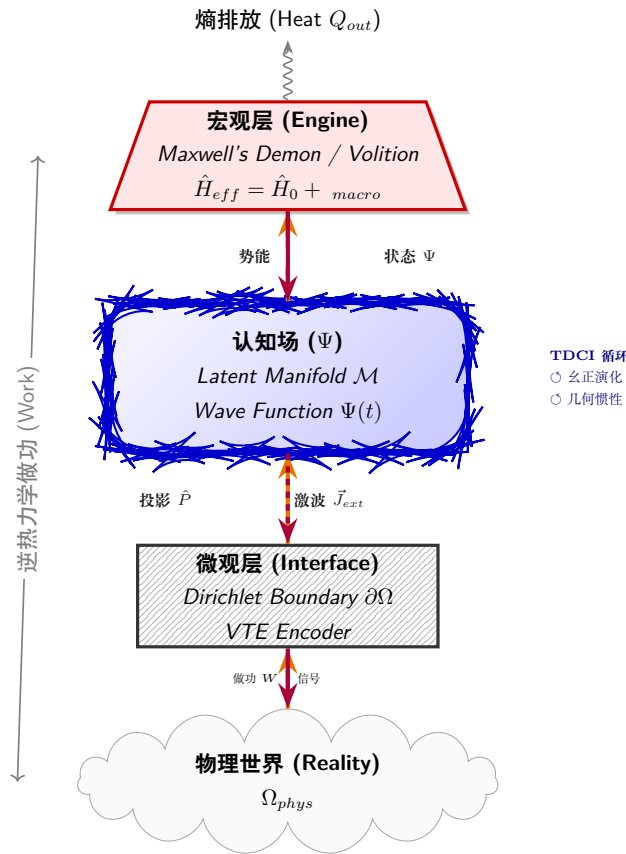 熵排放 (Heat Q_out)
宏观层 (Engine)
Maxwell's Demon / Volition
Ĥ_eff = Ĥ_0 + _macro
势能
状态 Ψ
认知场 (Ψ)
Latent Manifold ℳ
Wave Function Ψ(t)
TDCI 循环
↺ 幺正演化
↺ 几何惯性
逆热力学做功 (Work)
投影 P̂
激波 J⃗_ext
微观层 (Interface)
Dirichlet Boundary ∂Ω
VTE Encoder
做功 W
信号
物理世界 (Reality)
Ω_phys